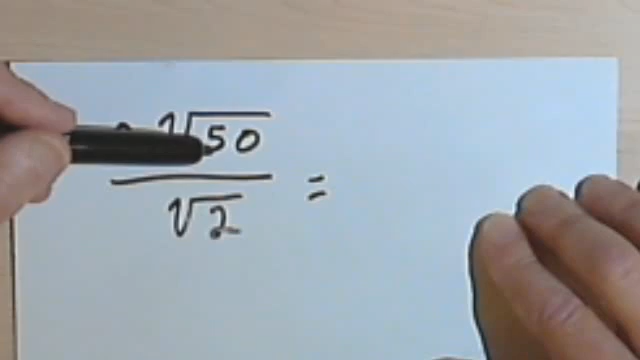 √50
√2 =